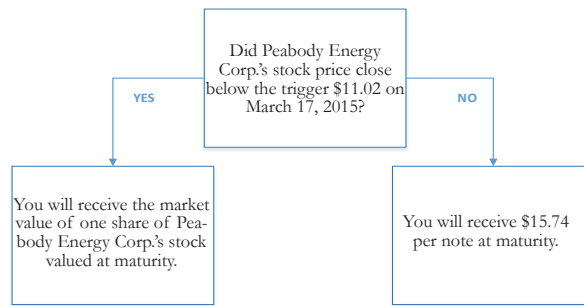 Did Peabody Energy
Corp.'s stock price close
below the trigger $11.02 on
March 17, 2015?
YES
NO
You will receive the market
value of one share of Pea-
body Energy Corp.'s stock
valued at maturity.
You will receive $15.74
per note at maturity.